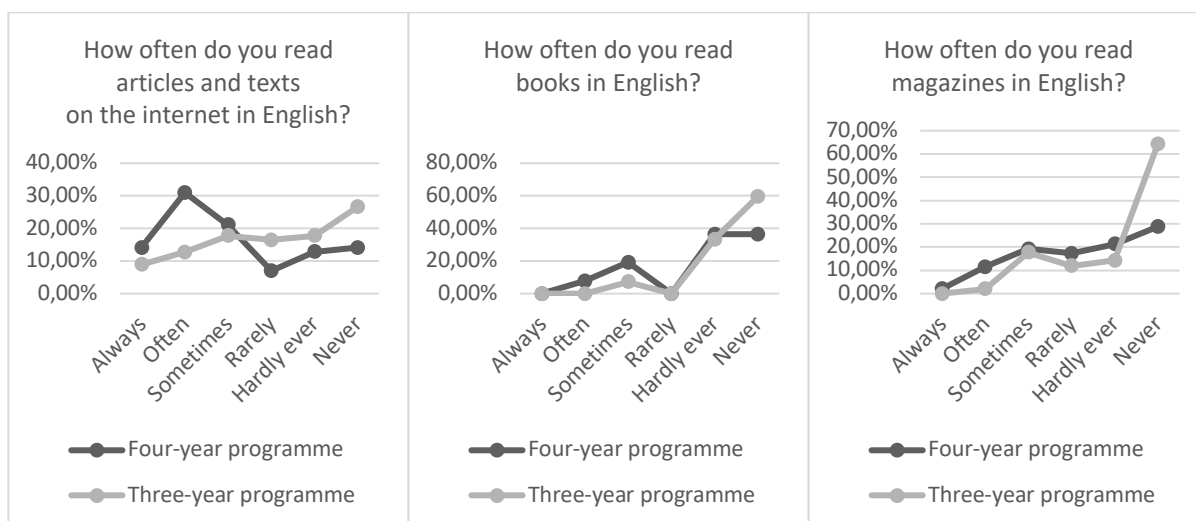 How often do you read
articles and texts
on the internet in English?
40,00%
30,00%
20,00%
10,00%
0,00%
Always
Often
Sometimes
Rarely
Hardly ever
Never
Four-year programme
Three-year programme
How often do you read
books in English?
80,00%
60,00%
40,00%
20,00%
0,00%
Always
Often
Sometimes
Rarely
Hardly ever
Never
Four-year programme
Three-year programme
How often do you read
magazines in English?
70,00%
60,00%
50,00%
40,00%
30,00%
20,00%
10,00%
0,00%
Always
Often
Sometimes
Rarely
Hardly ever
Never
Four-year programme
Three-year programme